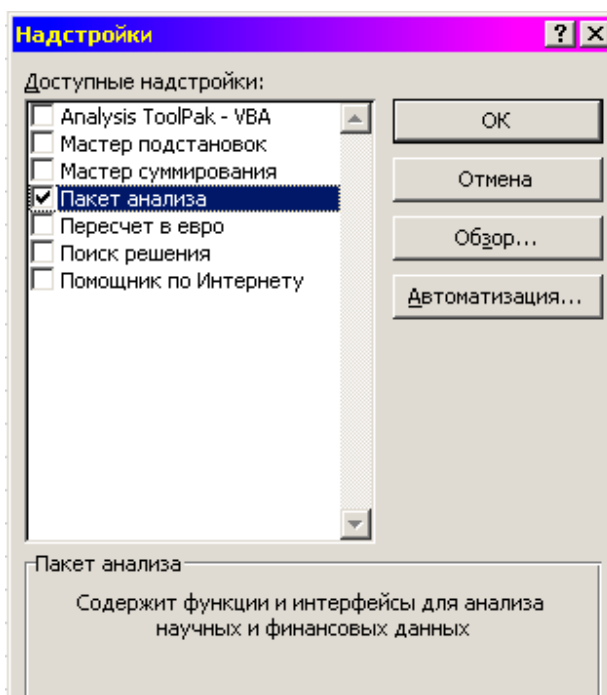 Надстройки
Доступные надстройки:
Analysis ToolPak - VBA
Мастер подстановок
Мастер суммирования
Пакет анализа
Пересчет в евро
Поиск решения
Помощник по Интернету
ОК
Отмена
Обзор...
Автоматизация...
Пакет анализа
Содержит функции и интерфейсы для анализа
научных и финансовых данных